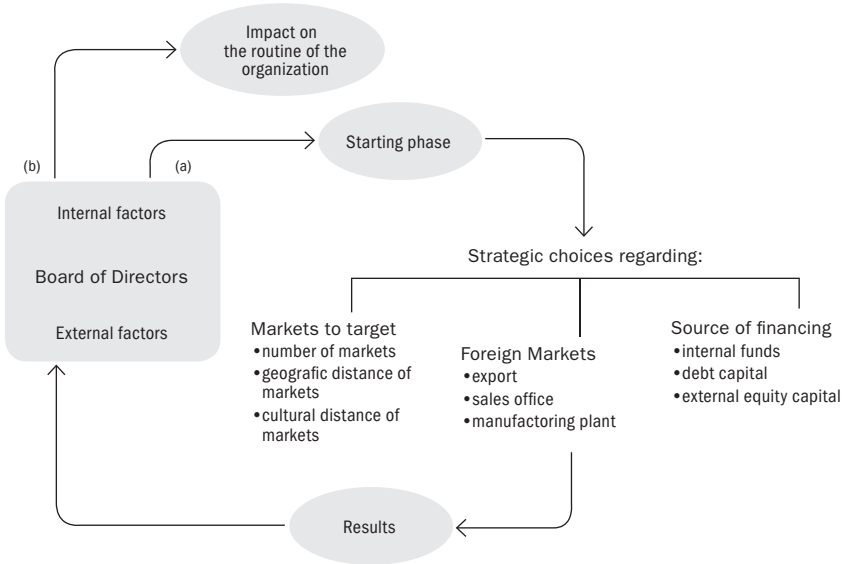 Impact on
the routine of the
organization
Starting phase
(b)
(a)
Internal factors
Board of Directors
External factors
Strategic choices regarding:
Markets to target
•number of markets
•geografic distance of
markets
•cultural distance of
markets
Foreign Markets
•export
•sales office
•manufactoring plant
Source of financing
•internal funds
•debt capital
•external equity capital
Results